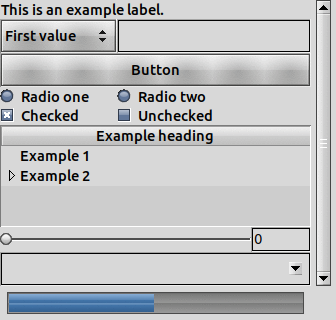 This is an example label.
First value
Button
Radio one Radio two
Checked Unchecked
Example heading
Example 1
Example 2
0